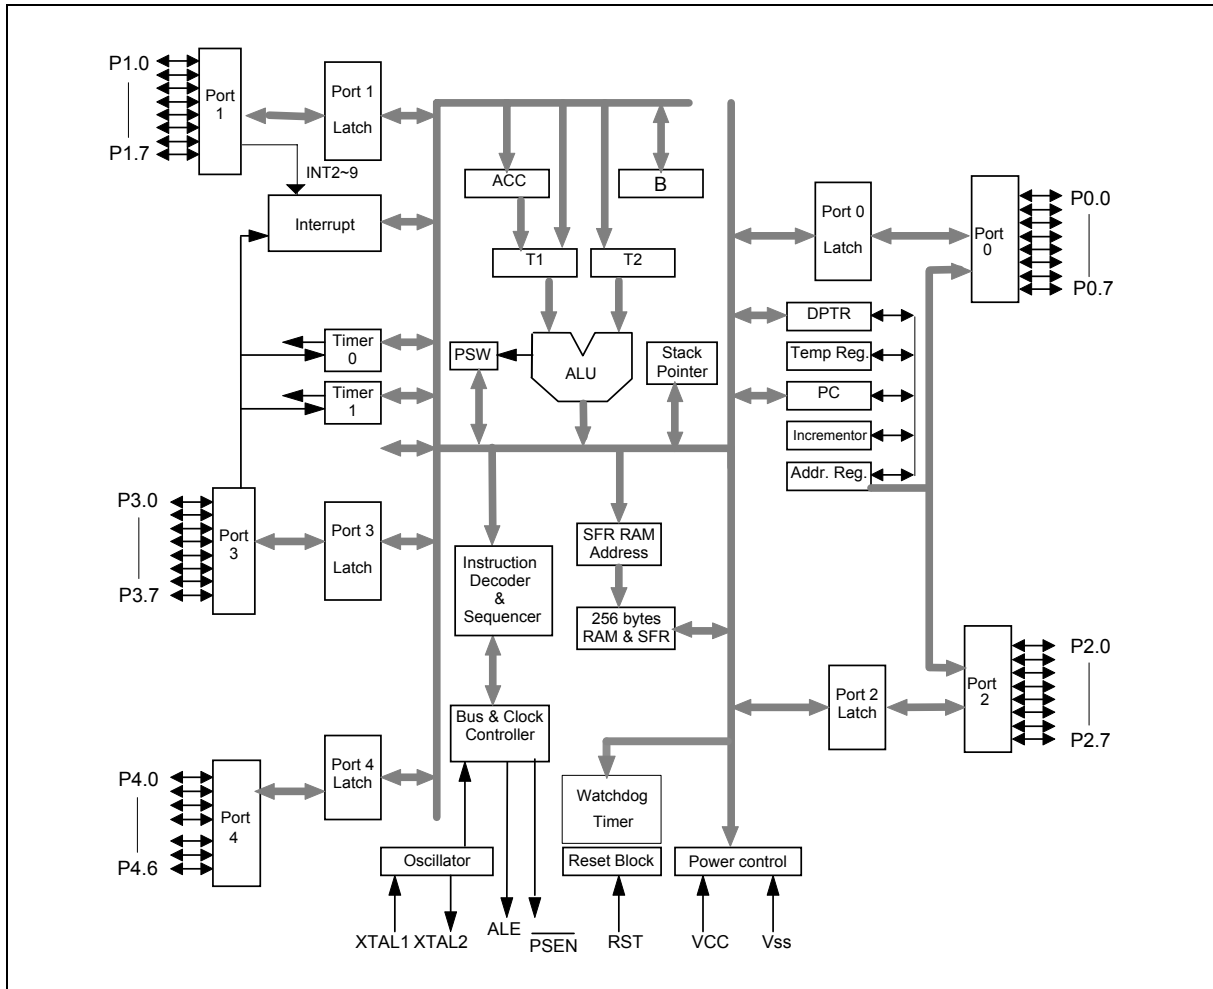 P1.0
P1.7
Port
1
Port 1
Latch
INT2~9
Interrupt
ACC
B
T1
T2
PSW
ALU
Stack
Pointer
Timer
0
Timer
1
Port 0
Latch
Port
0
P0.0
P0.7
DPTR
Temp Reg.
PC
Incrementor
Addr. Reg.
P3.0
P3.7
Port
3
Port 3
Latch
Instruction
Decoder
&
Sequencer
SFR RAM
Address
256 bytes
RAM & SFR
Bus & Clock
Controller
Port 2
Latch
Port
2
P2.0
P2.7
P4.0
P4.6
Port
4
Port 4
Latch
Watchdog
Timer
Oscillator
Reset Block
Power control
XTAL1
XTAL2
ALE
PSEN
RST
VCC
Vss